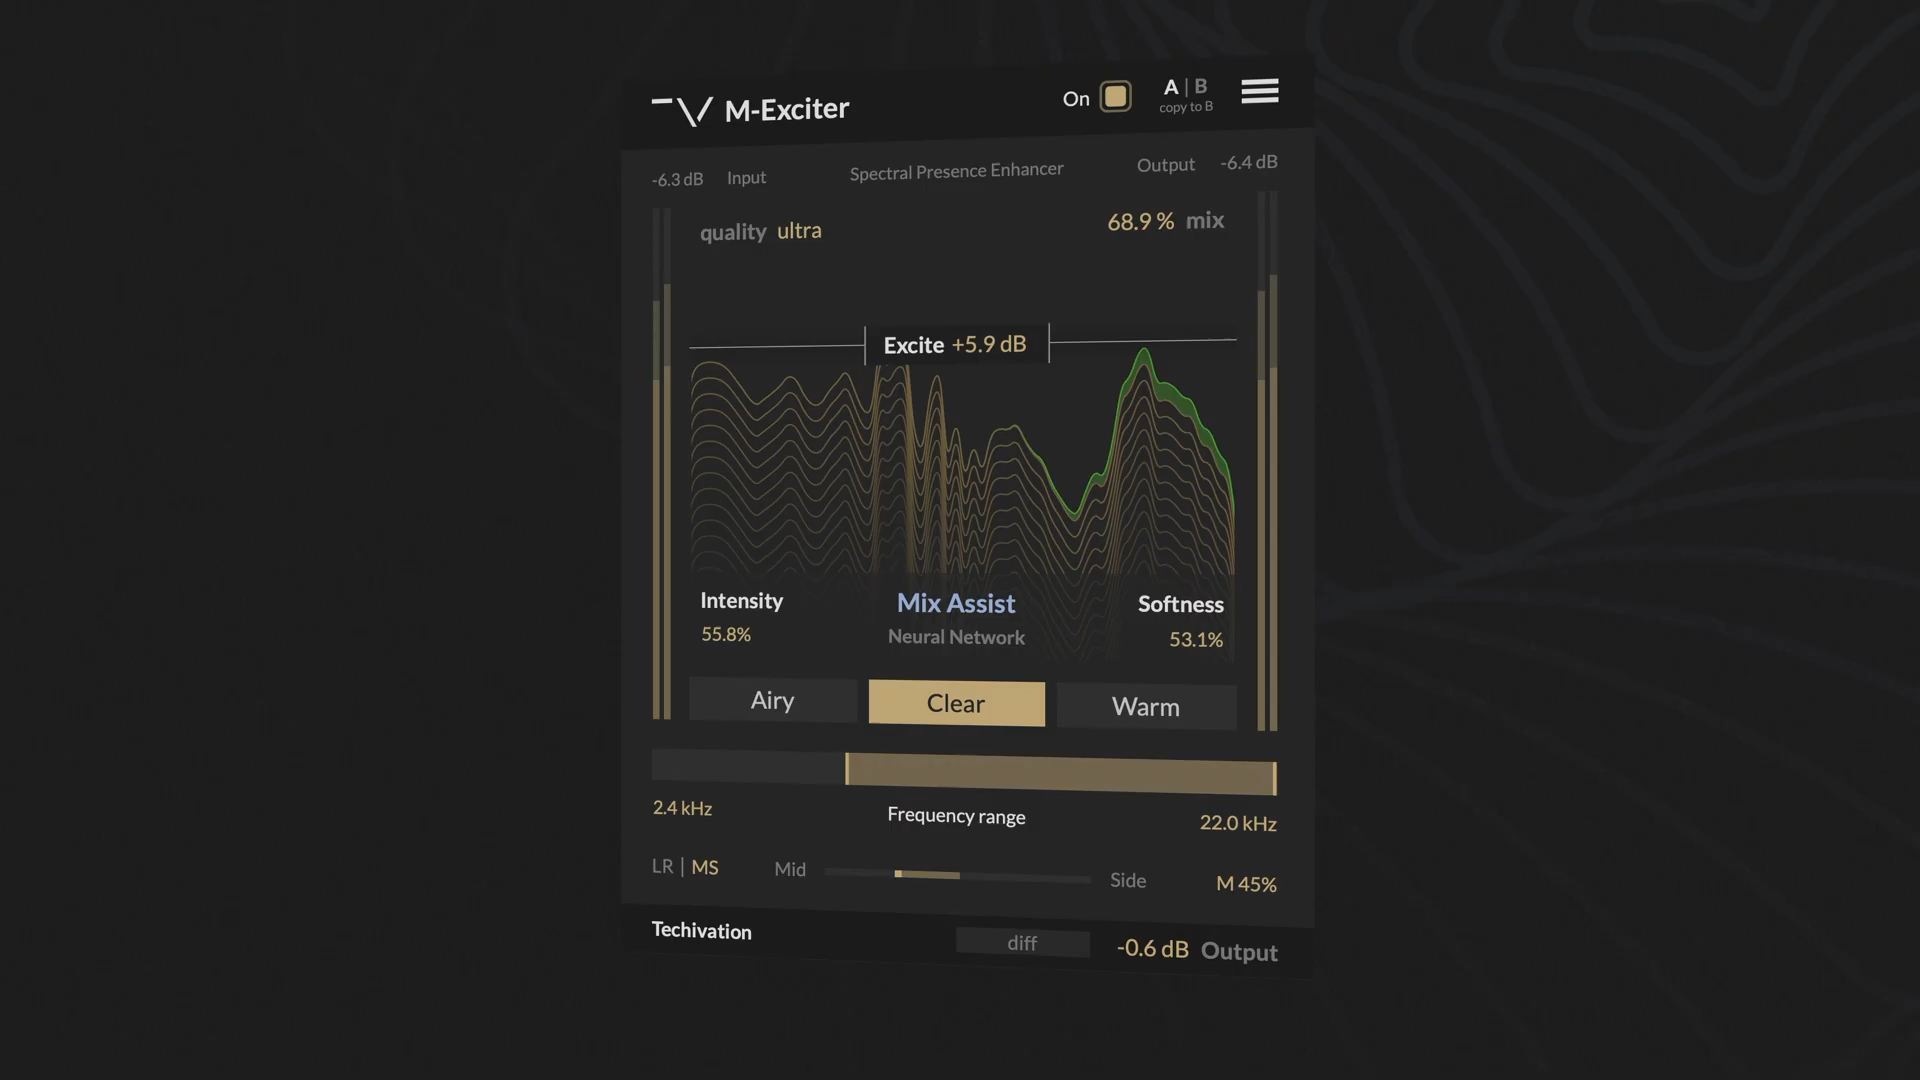 M-Exciter
On
A | B
copy to B
-6.3 dB Input
Spectral Presence Enhancer
Output -6.4 dB
quality ultra
68.9 % mix
Excite +5.9 dB
Intensity
55.8%
Mix Assist
Neural Network
Softness
53.1%
Airy
Clear
Warm
2.4 kHz
Frequency range
22.0 kHz
LR | MS
Mid
Side
M 45%
Techivation
diff
-0.6 dB Output